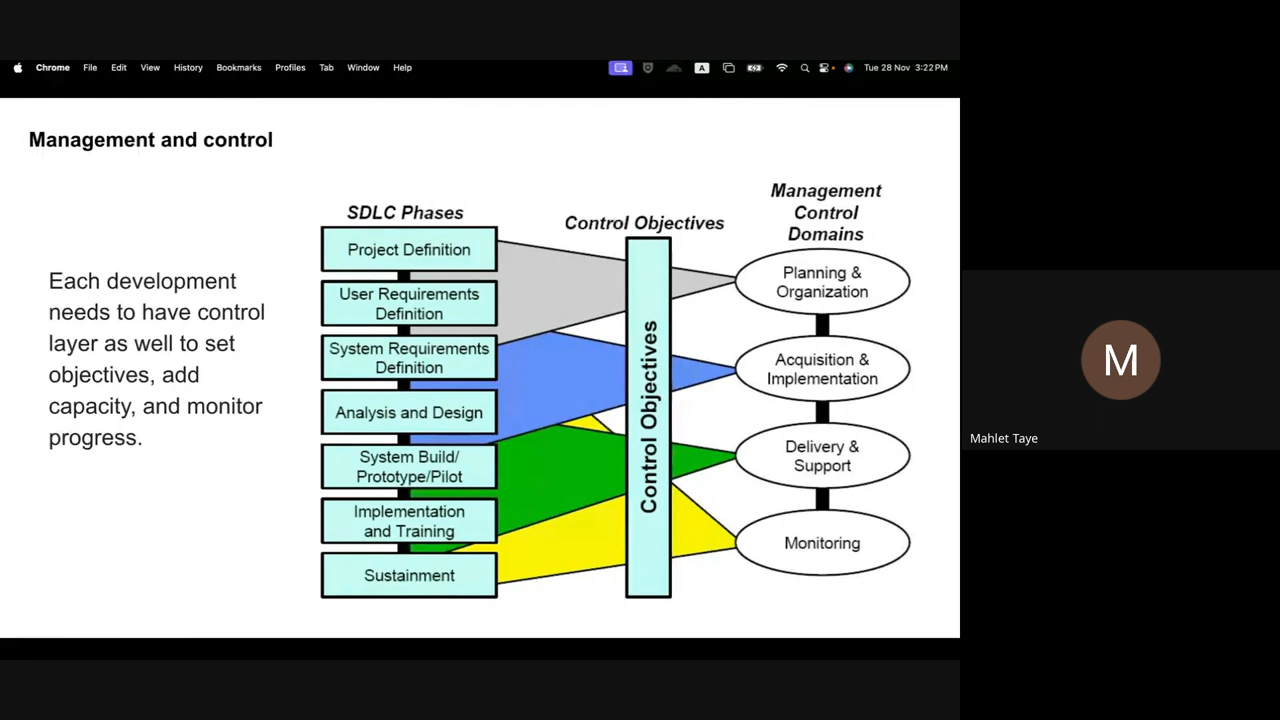 Chrome File Edit View History Bookmarks Profiles Tab Window Help A Tue 28 Nov 3:22 PM
Management and control
Each development
needs to have control
layer as well to set
objectives, add
capacity, and monitor
progress.
SDLC Phases
Project Definition
User Requirements
Definition
System Requirements
Definition
Analysis and Design
System Build/
Prototype/Pilot
Implementation
and Training
Sustainment
Control Objectives
Control Objectives
Management
Control
Domains
Planning &
Organization
Acquisition &
Implementation
Delivery &
Support
Monitoring
M
Mahlet Taye